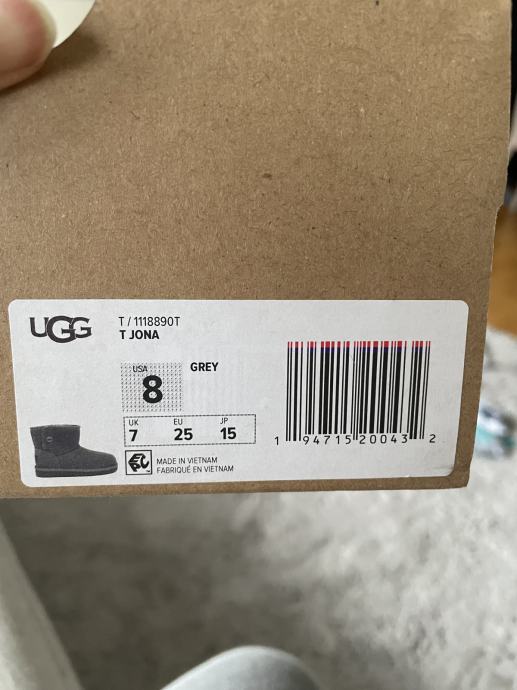 UGG
T / 1118890T
T JONA
USA
8
GREY
UK EU JP
7 25 15
1 94715 20043 2
MADE IN VIETNAM
FABRIQUÉ EN VIETNAM